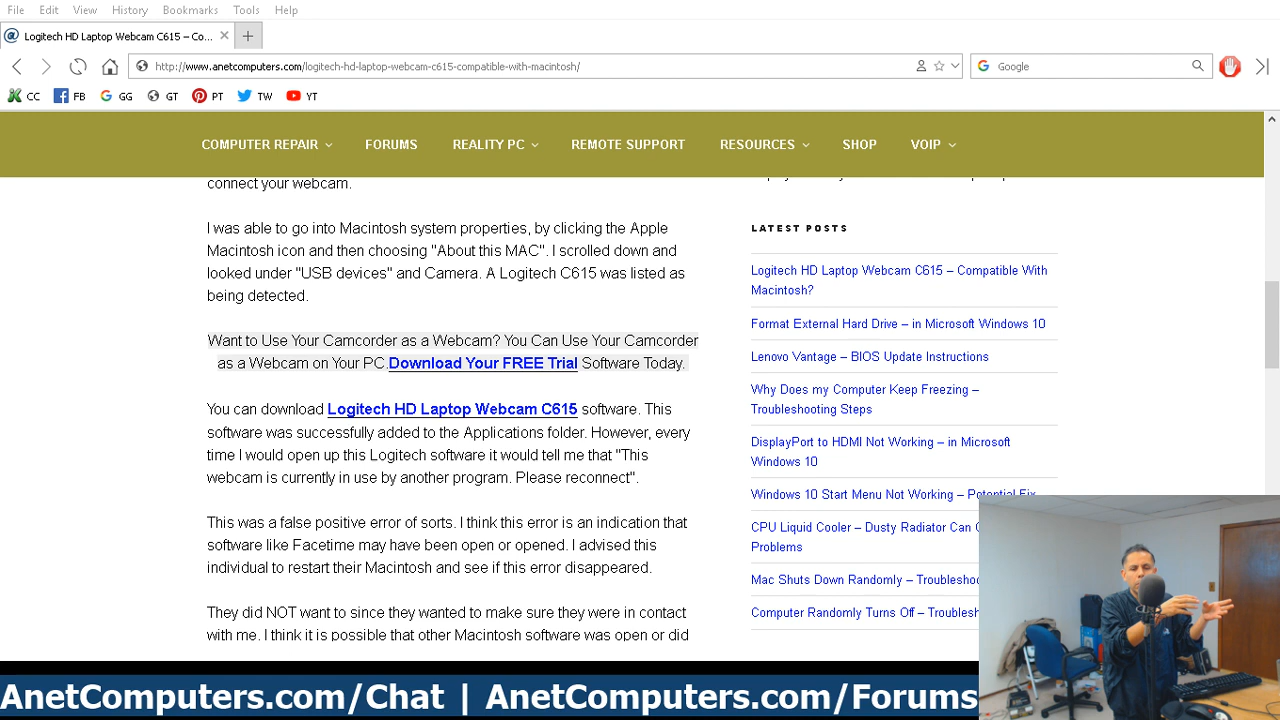 File Edit View History Bookmarks Tools Help
Logitech HD Laptop Webcam C615 – Co...
http://www.anetcomputers.com/logitech-hd-laptop-webcam-c615-compatible-with-macintosh/
Google
CC FB GG GT PT TW YT
COMPUTER REPAIR FORUMS REALITY PC REMOTE SUPPORT RESOURCES SHOP VOIP
connect your webcam.
I was able to go into Macintosh system properties, by clicking the Apple
Macintosh icon and then choosing "About this MAC". I scrolled down and
looked under "USB devices" and Camera. A Logitech C615 was listed as
being detected.
Want to Use Your Camcorder as a Webcam? You Can Use Your Camcorder
as a Webcam on Your PC.Download Your FREE Trial Software Today.
You can download Logitech HD Laptop Webcam C615 software. This
software was successfully added to the Applications folder. However, every
time I would open up this Logitech software it would tell me that "This
webcam is currently in use by another program. Please reconnect".
This was a false positive error of sorts. I think this error is an indication that
software like Facetime may have been open or opened. I advised this
individual to restart their Macintosh and see if this error disappeared.
They did NOT want to since they wanted to make sure they were in contact
with me. I think it is possible that other Macintosh software was open or did
LATEST POSTS
Logitech HD Laptop Webcam C615 – Compatible With
Macintosh?
Format External Hard Drive – in Microsoft Windows 10
Lenovo Vantage – BIOS Update Instructions
Why Does my Computer Keep Freezing –
Troubleshooting Steps
DisplayPort to HDMI Not Working – in Microsoft
Windows 10
Windows 10 Start Menu Not Working – Potential Fix
CPU Liquid Cooler – Dusty Radiator Can
Problems
Mac Shuts Down Randomly – Troubleshoo
Computer Randomly Turns Off – Troublesh
AnetComputers.com/Chat | AnetComputers.com/Forums